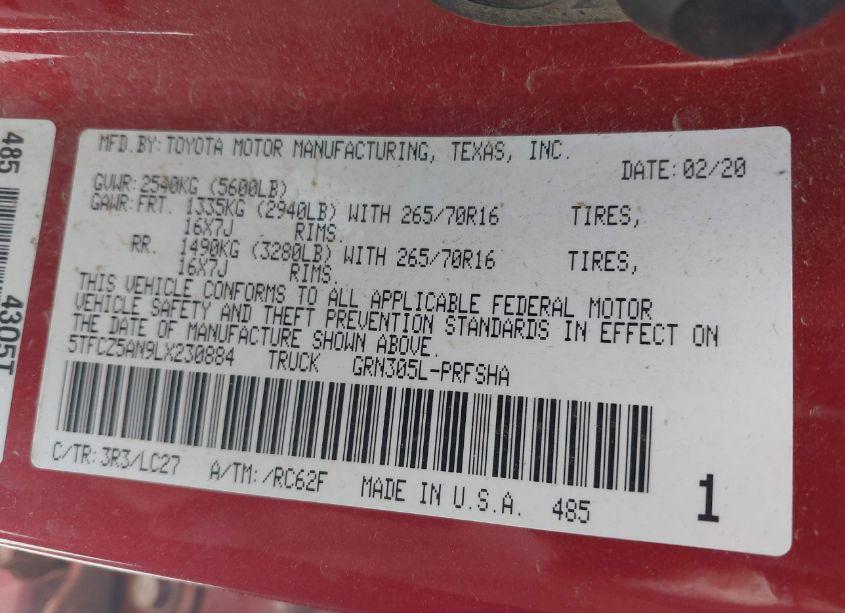 MFD.BY: TOYOTA MOTOR MANUFACTURING, TEXAS, INC.
DATE: 02/20
GVWR: 2540KG (5600LB)
GAWR: FRT. 1335KG (2940LB) WITH 265/70R16 TIRES,
16X7J RIMS.
RR. 1490KG (3280LB) WITH 265/70R16 TIRES,
16X7J RIMS.
THIS VEHICLE CONFORMS TO ALL APPLICABLE FEDERAL MOTOR
VEHICLE SAFETY AND THEFT PREVENTION STANDARDS IN EFFECT ON
THE DATE OF MANUFACTURE SHOWN ABOVE.
5TFCZ5AN9LX230884 TRUCK GRN305L-PRFSHA
C/TR: 3R3/LC27 A/TM: /RC62F MADE IN U.S.A. 485 1
485 4305T